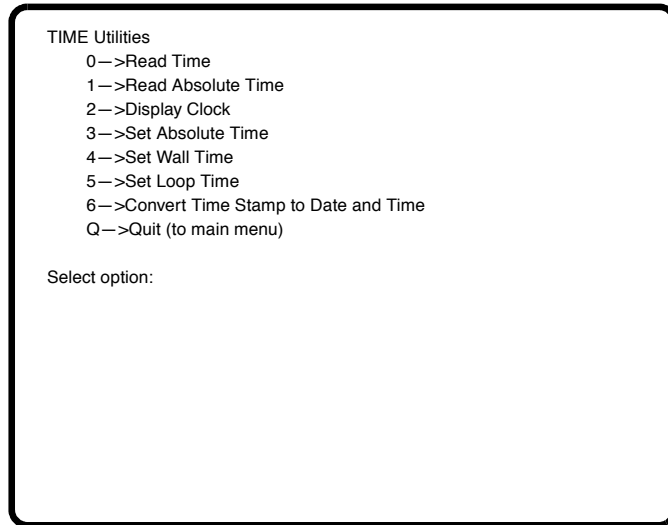 TIME Utilities
0—>Read Time
1—>Read Absolute Time
2—>Display Clock
3—>Set Absolute Time
4—>Set Wall Time
5—>Set Loop Time
6—>Convert Time Stamp to Date and Time
Q—>Quit (to main menu)
Select option: